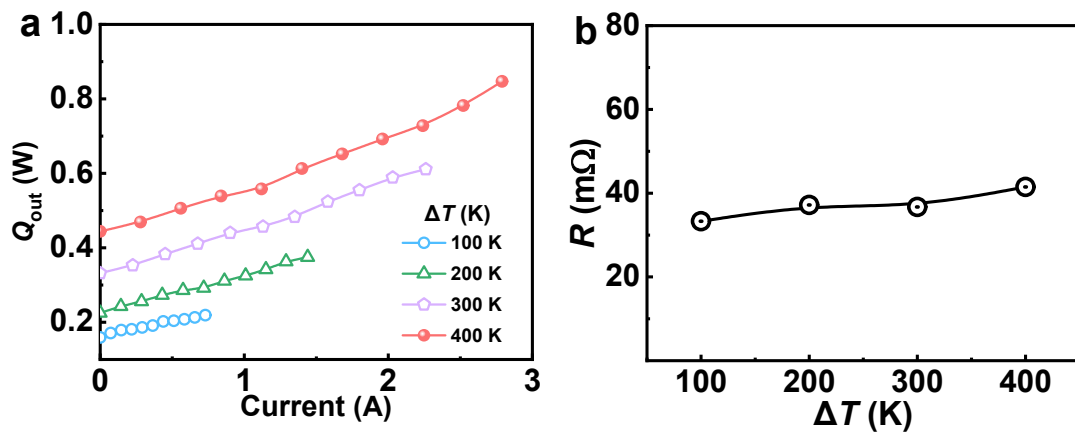 a
1.0
0.8
0.6
0.4
0.2
Q_out (W)
0 1 2 3
Current (A)
ΔT (K)
100 K
200 K
300 K
400 K
b
80
60
40
20
R (mΩ)
100 200 300 400
ΔT (K)